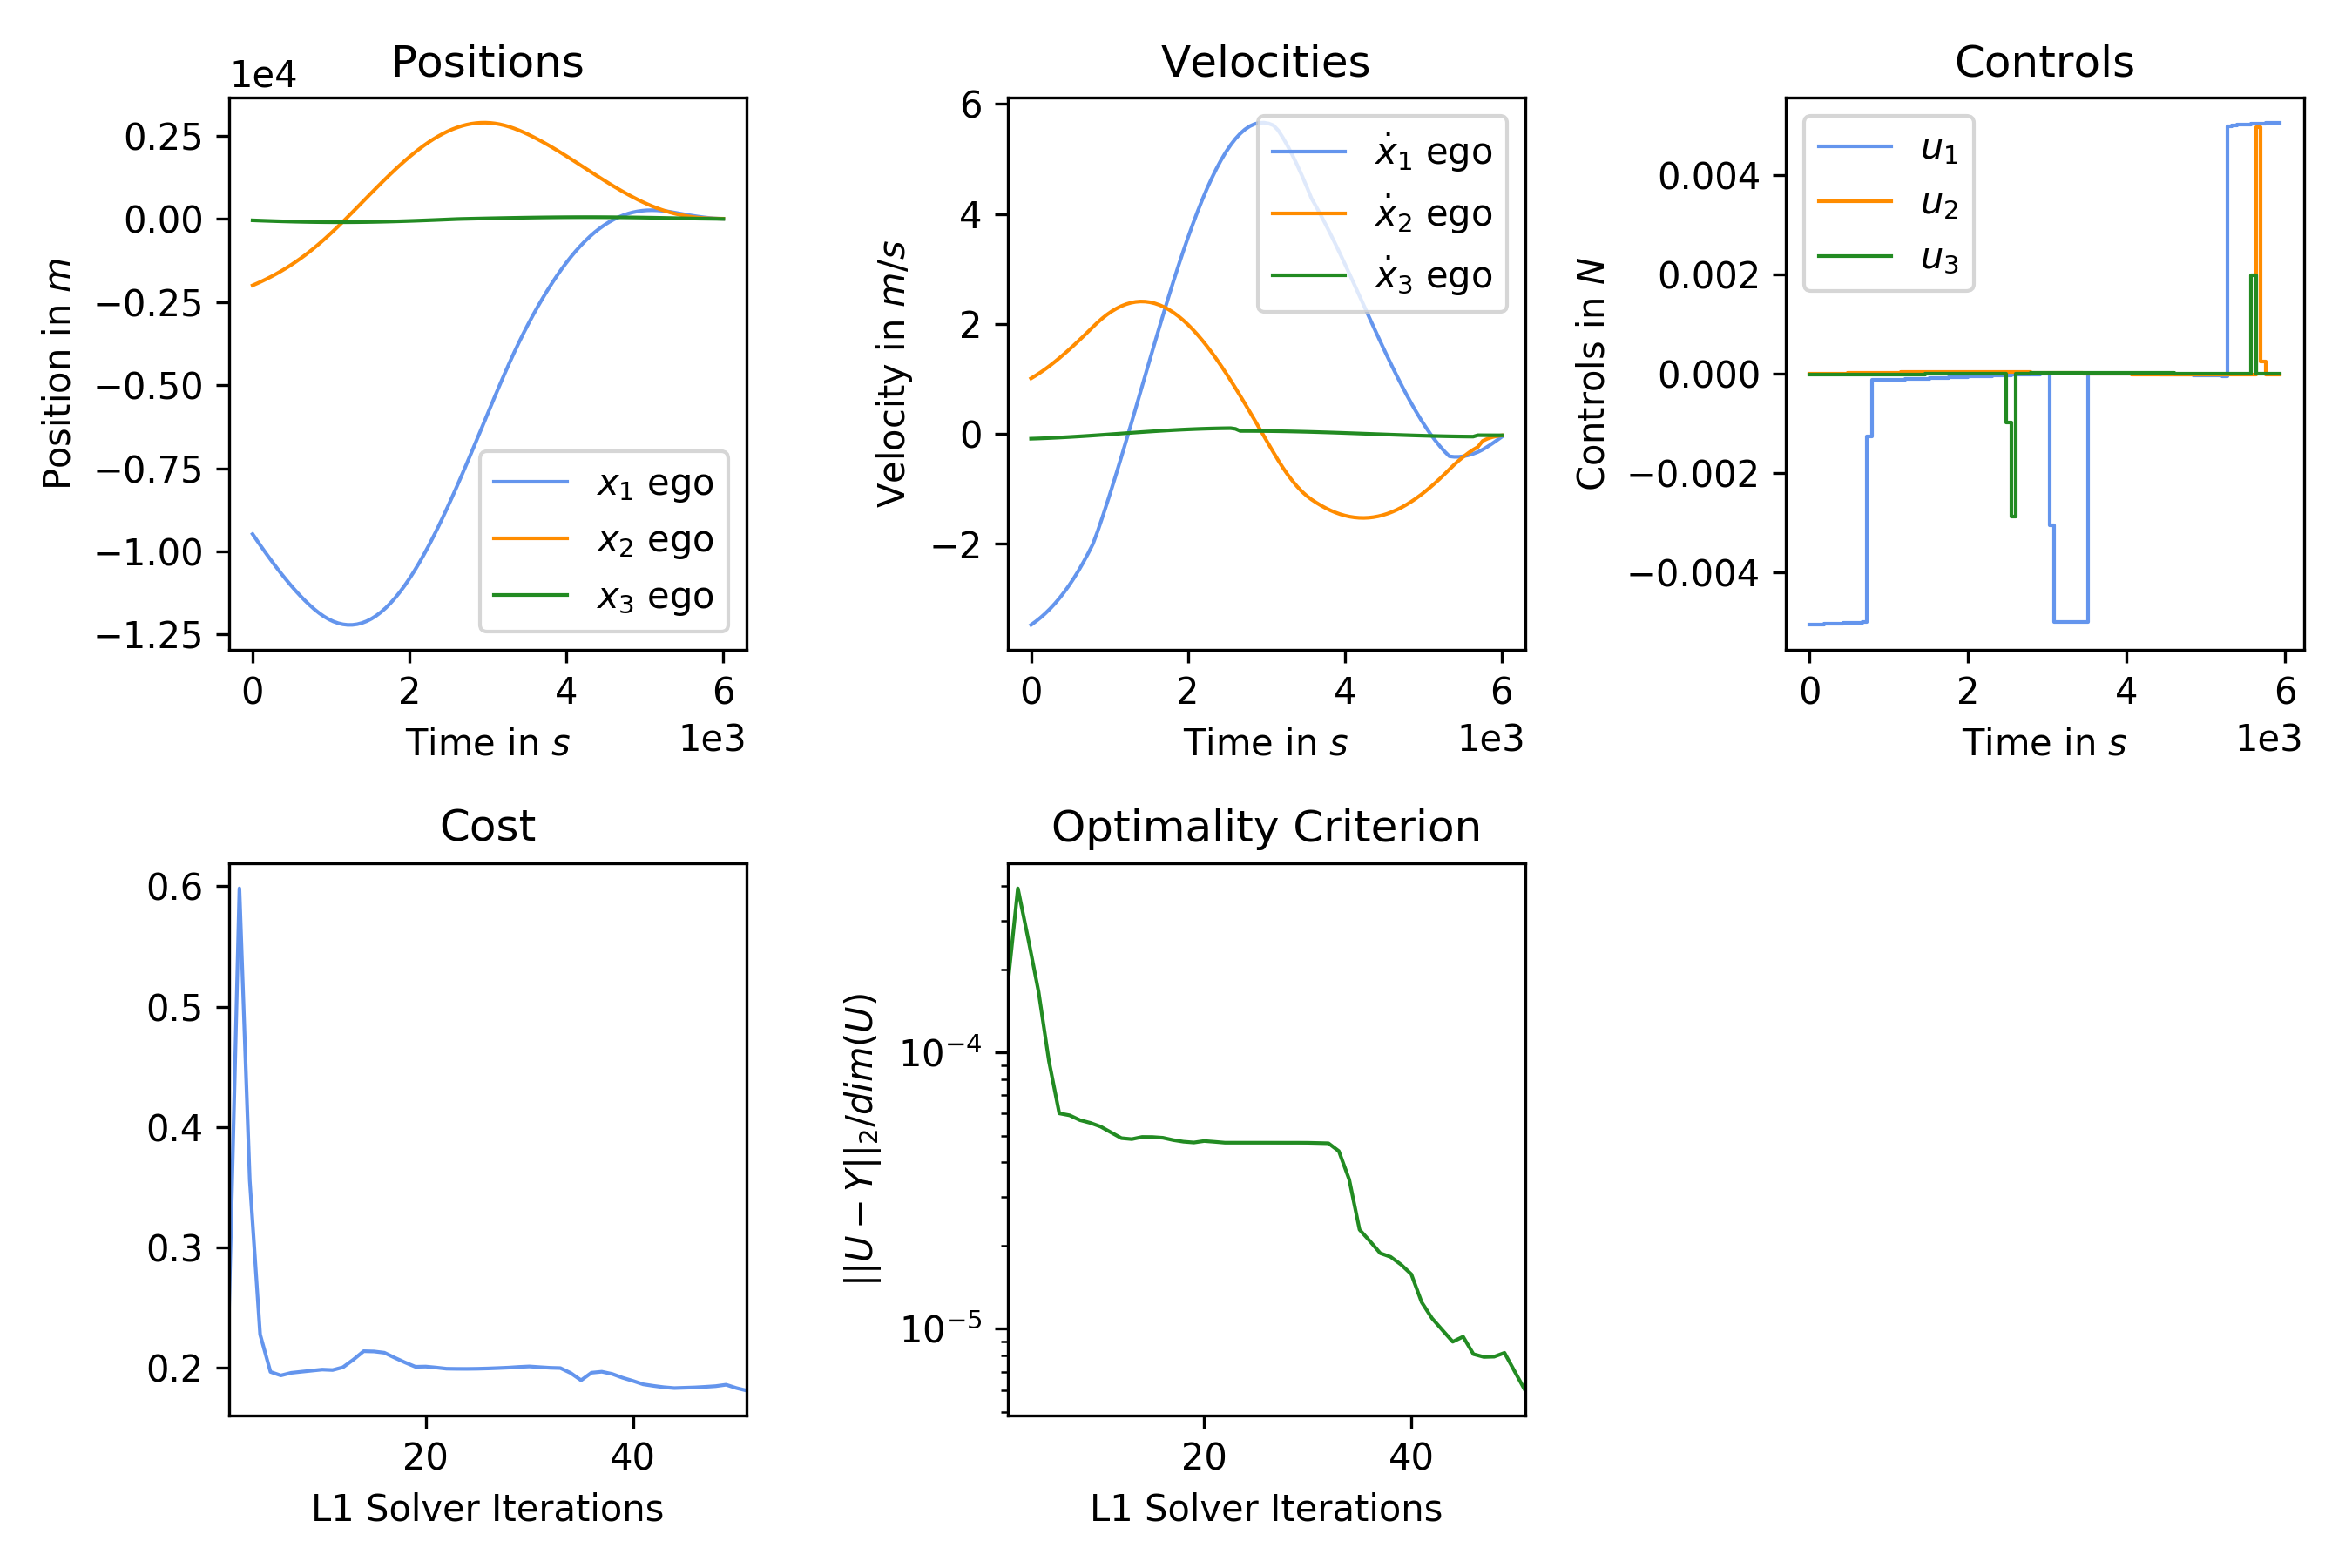 Positions
1e4
0.25
0.00
−0.25
−0.50
−0.75
−1.00
−1.25
Position in m
x₁ ego
x₂ ego
x₃ ego
0 2 4 6
Time in s
1e3
Velocities
6
4
2
0
−2
Velocity in m/s
ẋ₁ ego
ẋ₂ ego
ẋ₃ ego
0 2 4 6
Time in s
1e3
Controls
0.004
0.002
0.000
−0.002
−0.004
Controls in N
u₁
u₂
u₃
0 2 4 6
Time in s
1e3
Cost
0.6
0.5
0.4
0.3
0.2
20 40
L1 Solver Iterations
Optimality Criterion
10⁻⁴
10⁻⁵
||U − Y||₂/dim(U)
20 40
L1 Solver Iterations